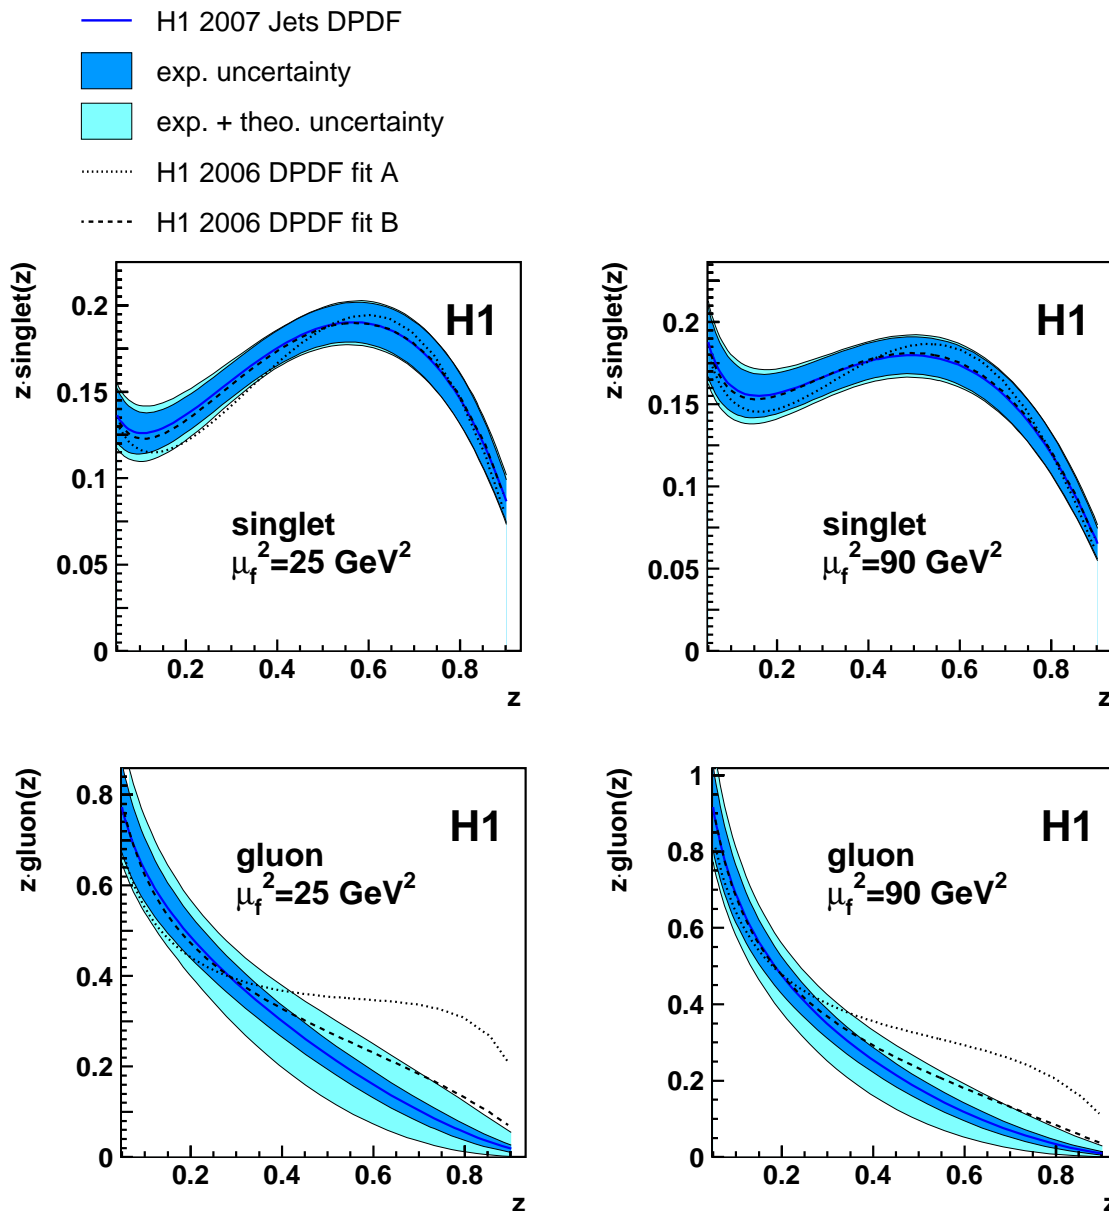 H1 2007 Jets DPDF
exp. uncertainty
exp. + theo. uncertainty
H1 2006 DPDF fit A
H1 2006 DPDF fit B
z·singlet(z)
0.2
0.15
0.1
0.05
0
H1
singlet
μf²=25 GeV²
0.2 0.4 0.6 0.8
z
z·singlet(z)
0.2
0.15
0.1
0.05
0
H1
singlet
μf²=90 GeV²
0.2 0.4 0.6 0.8
z
z·gluon(z)
0.8
0.6
0.4
0.2
0
H1
gluon
μf²=25 GeV²
0.2 0.4 0.6 0.8
z
z·gluon(z)
1
0.8
0.6
0.4
0.2
0
H1
gluon
μf²=90 GeV²
0.2 0.4 0.6 0.8
z